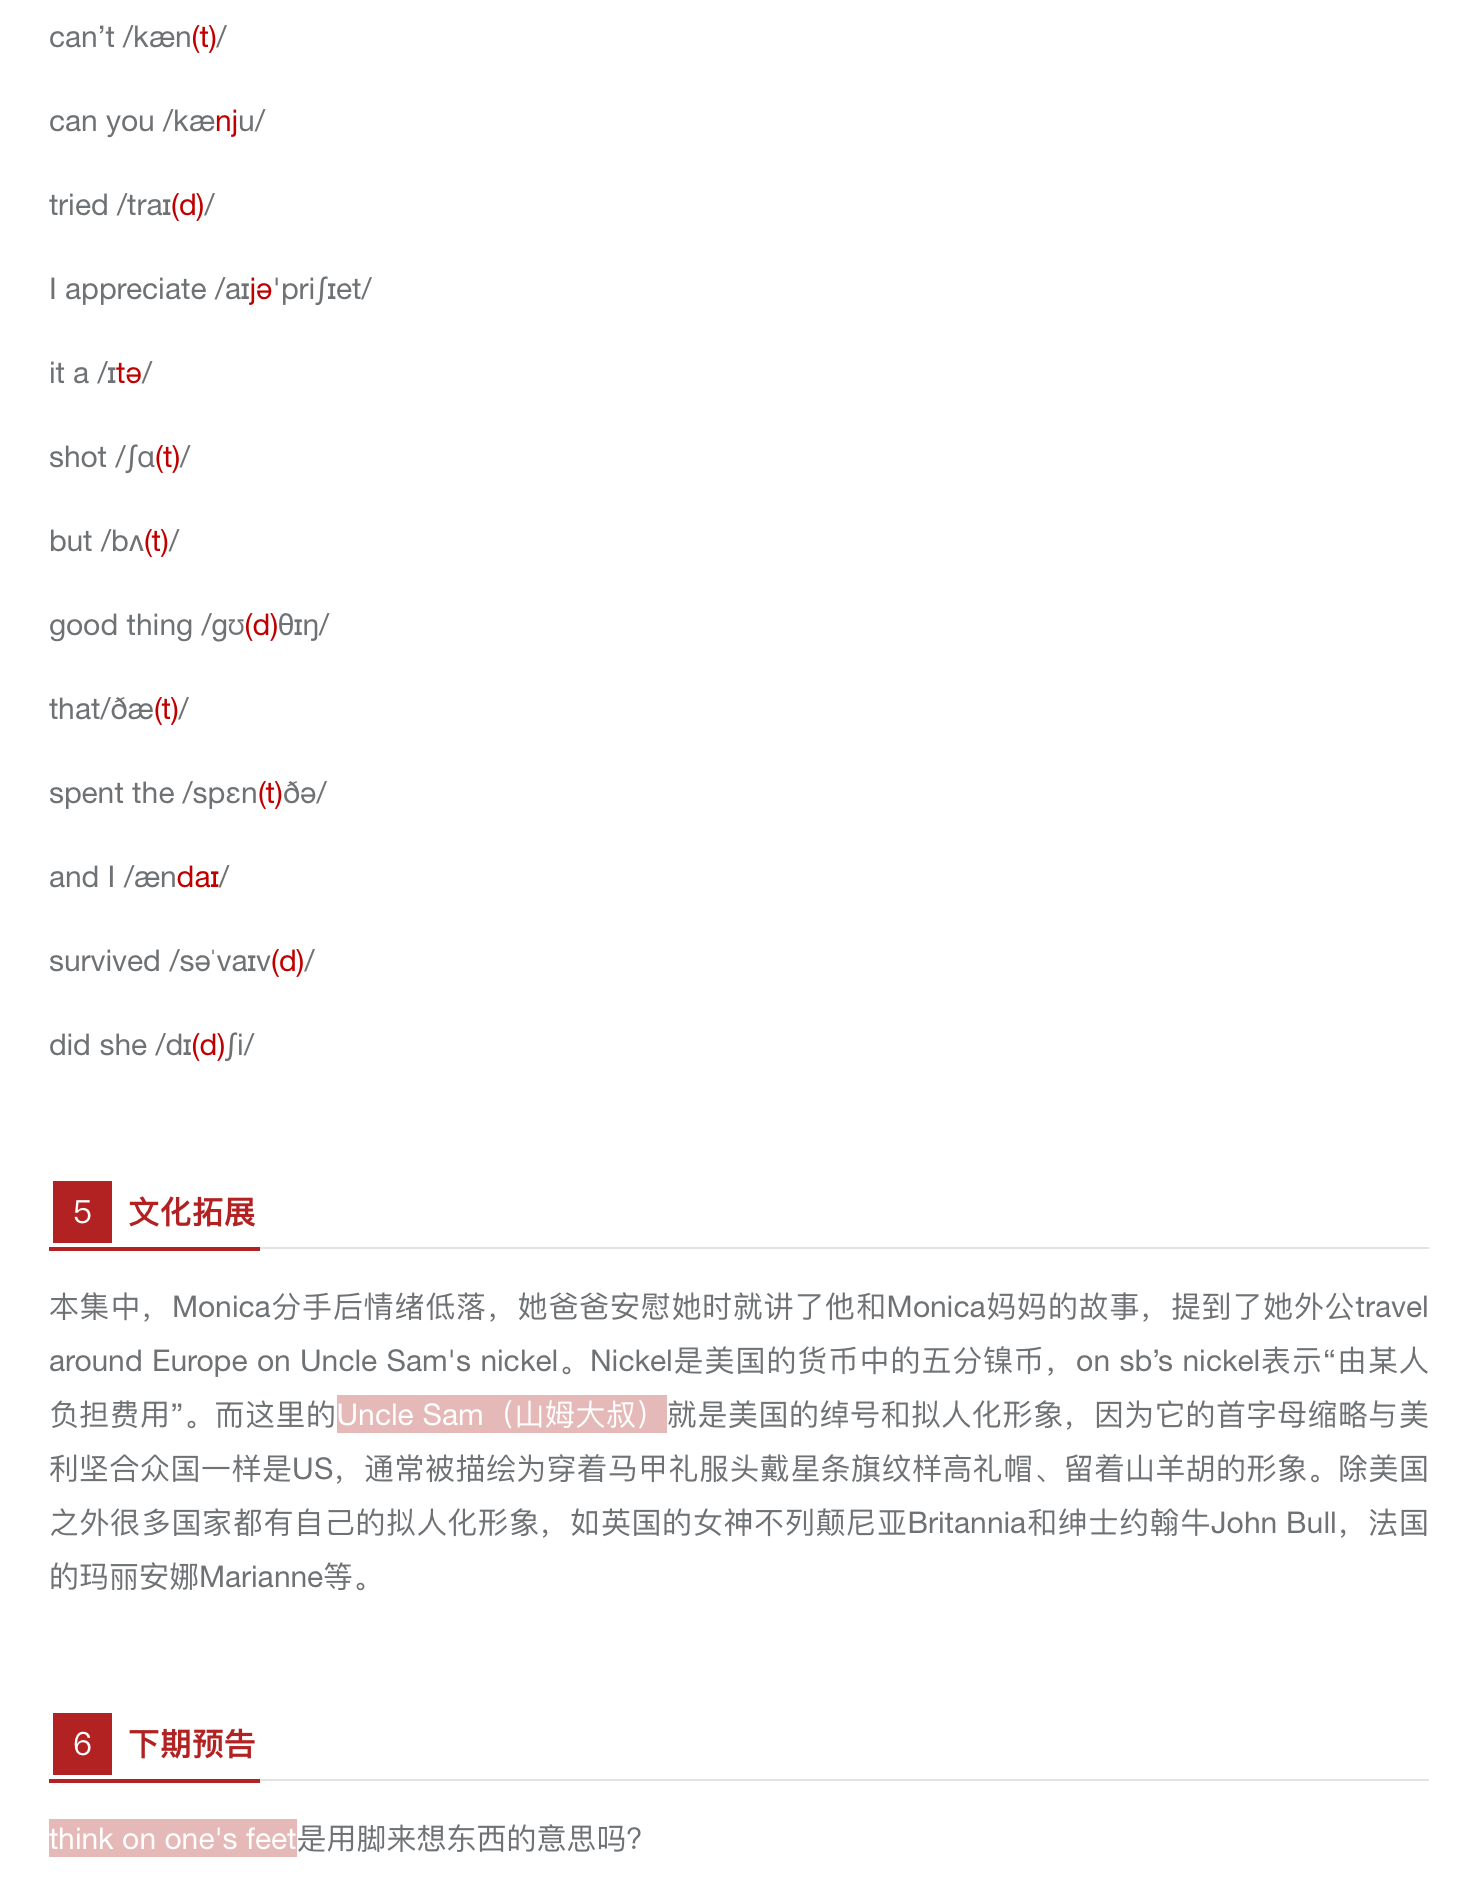 can’t /kæn(t)/
can you /kænju/
tried /traɪ(d)/
I appreciate /aɪjəˈpriʃɪet/
it a /ɪtə/
shot /ʃɑ(t)/
but /bʌ(t)/
good thing /gʊ(d)θɪŋ/
that/ðæ(t)/
spent the /spɛn(t)ðə/
and I /ændaɪ/
survived /səˈvaɪv(d)/
did she /dɪ(d)ʃi/
5 文化拓展
本集中，Monica分手后情绪低落，她爸爸安慰她时就讲了他和Monica妈妈的故事，提到了她外公travel
around Europe on Uncle Sam's nickel。Nickel是美国的货币中的五分镍币，on sb’s nickel表示“由某人
负担费用”。而这里的Uncle Sam（山姆大叔）就是美国的绰号和拟人化形象，因为它的首字母缩略与美
利坚合众国一样是US，通常被描绘为穿着马甲礼服头戴星条旗纹样高礼帽、留着山羊胡的形象。除美国
之外很多国家都有自己的拟人化形象，如英国的女神不列颠尼亚Britannia和绅士约翰牛John Bull，法国
的玛丽安娜Marianne等。
6 下期预告
think on one's feet是用脚来想东西的意思吗？